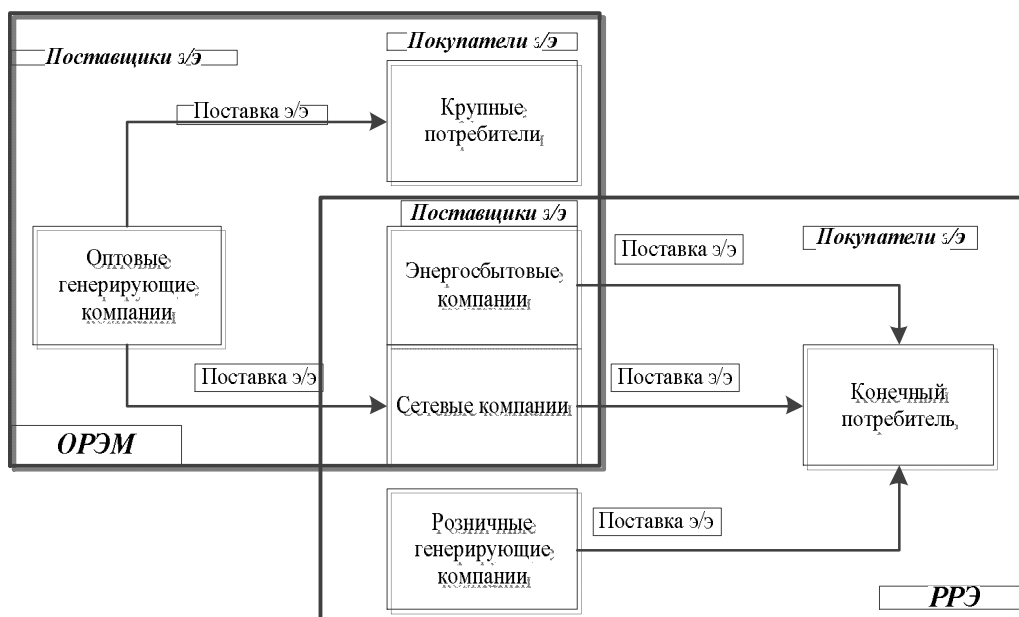 Поставщики э/э
Покупатели э/э
Поставка э/э
Крупные
потребители
Поставщики э/э
Оптовые
генерирующие
компании
Энергосбытовые
компании
Поставка э/э
Покупатели э/э
Поставка э/э
Сетевые компании
Поставка э/э
Конечный
потребитель
ОРЭМ
Розничные
генерирующие
компании
Поставка э/э
РРЭ